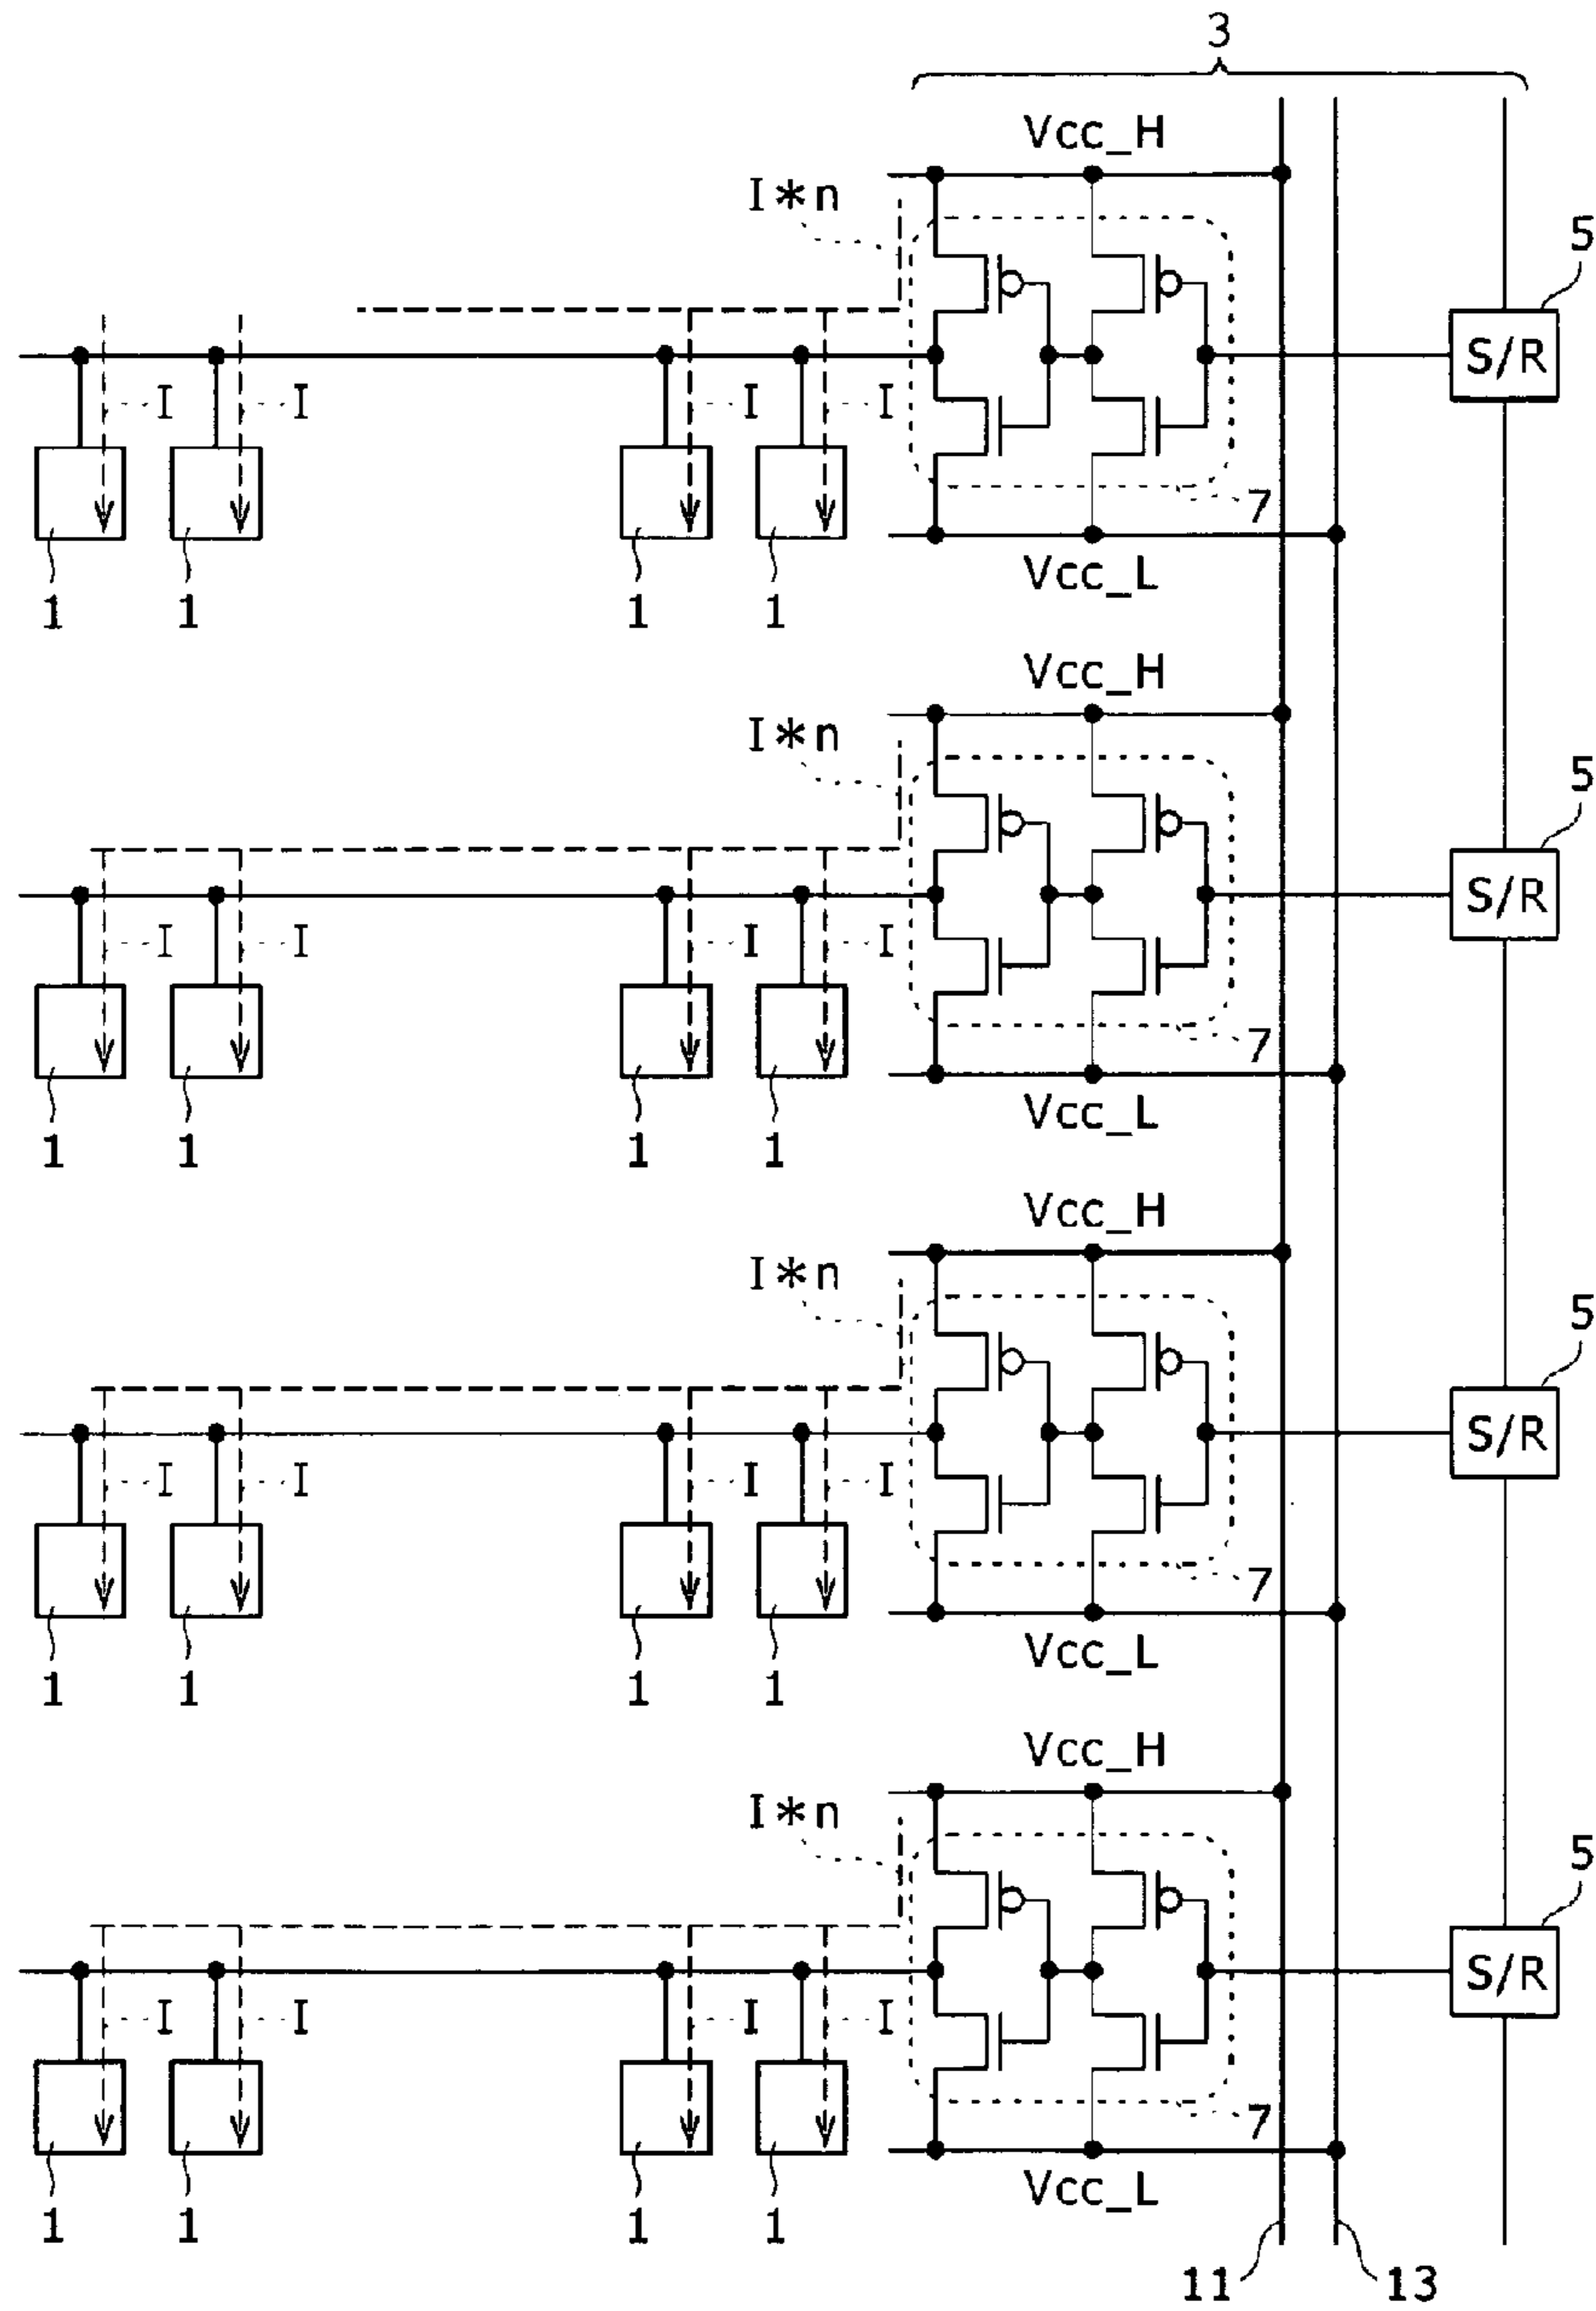 3
Vcc_H
I*n
5
S/R
I I I I
7
Vcc_L
1 1 1 1
Vcc_H
I*n
5
S/R
I I I I
7
Vcc_L
1 1 1 1
Vcc_H
I*n
5
S/R
I I I I
7
Vcc_L
1 1 1 1
Vcc_H
I*n
5
S/R
I I I I
7
Vcc_L
1 1 1 1
11 13